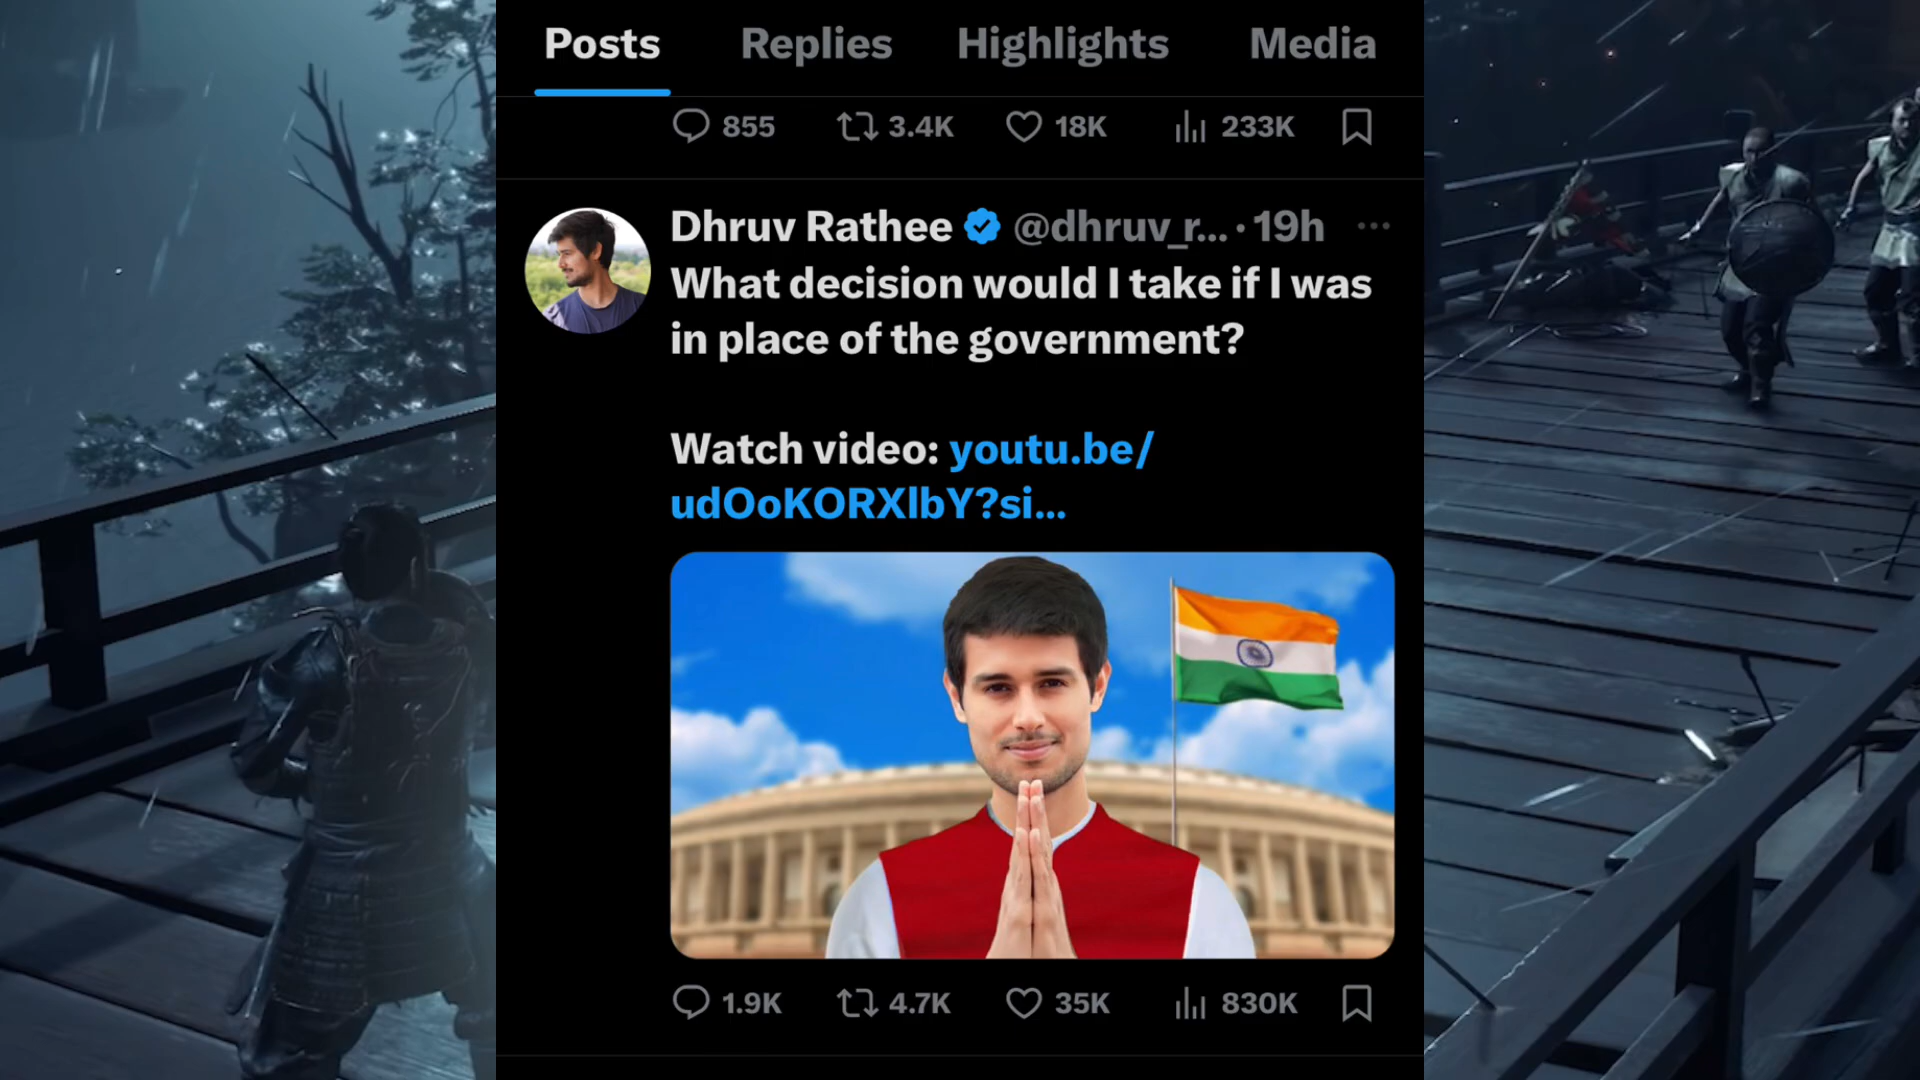 Posts Replies Highlights Media
855 3.4K 18K 233K
Dhruv Rathee @dhruv_r... · 19h ...
What decision would I take if I was
in place of the government?
Watch video: youtu.be/
udOoKORXlbY?si...
1.9K 4.7K 35K 830K